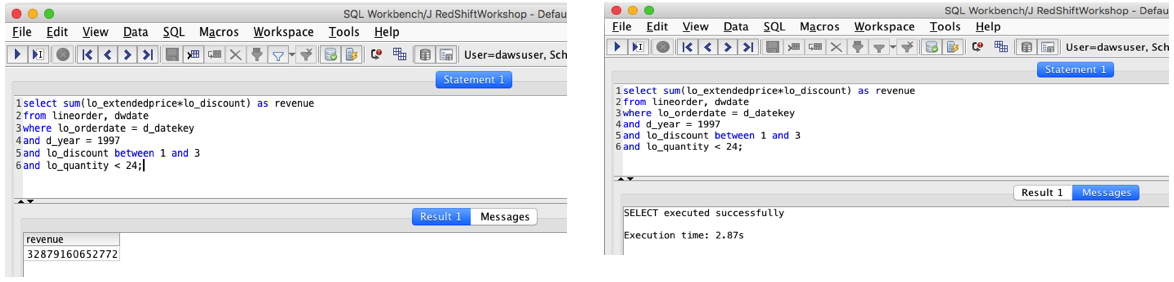 SQL Workbench/J RedShiftWorkshop - Defau
File Edit View Data SQL Macros Workspace Tools Help
User=dawsuser, Sch
Statement 1
1 select sum(lo_extendedprice*lo_discount) as revenue
2 from lineorder, dwdate
3 where lo_orderdate = d_datekey
4 and d_year = 1997
5 and lo_discount between 1 and 3
6 and lo_quantity < 24;
Result 1 Messages
revenue
32879160652772
SQL Workbench/J RedShiftWorkshop - Defau
File Edit View Data SQL Macros Workspace Tools Help
User=dawsuser, Sch
Statement 1
1 select sum(lo_extendedprice*lo_discount) as revenue
2 from lineorder, dwdate
3 where lo_orderdate = d_datekey
4 and d_year = 1997
5 and lo_discount between 1 and 3
6 and lo_quantity < 24;
Result 1 Messages
SELECT executed successfully
Execution time: 2.87s